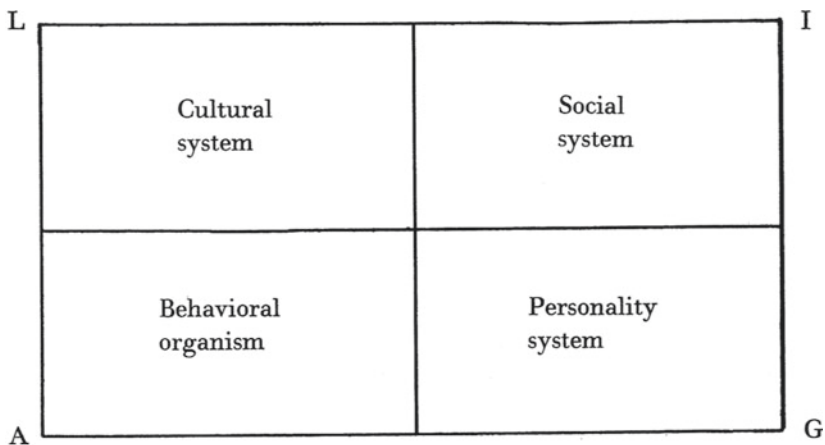 L
I
Cultural
system
Social
system
Behavioral
organism
Personality
system
A
G